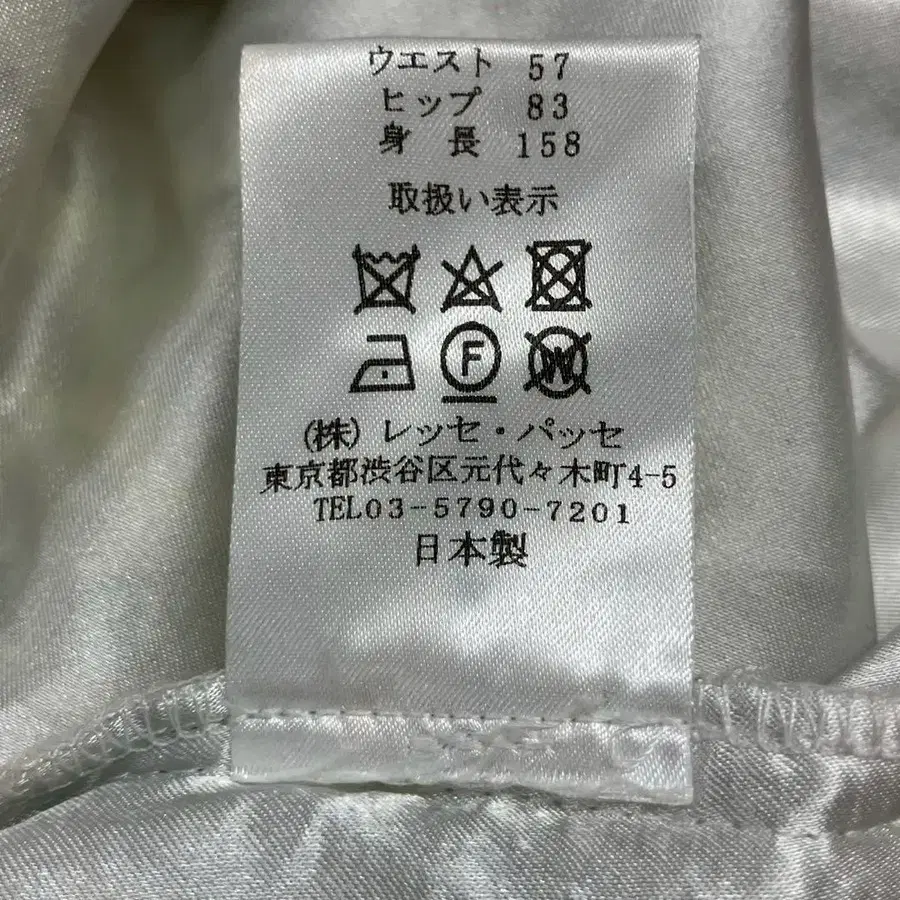 ウエスト 57
ヒップ 83
身長 158
取扱い表示
F W
(株)レッセ・パッセ
東京都渋谷区元代々木町4-5
TEL03-5790-7201
日本製